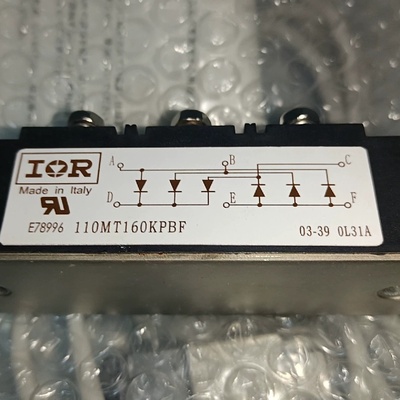 IOR
Made in Italy
A B C
D E F
E78996 110MT160KPBF
03-39 0L31A